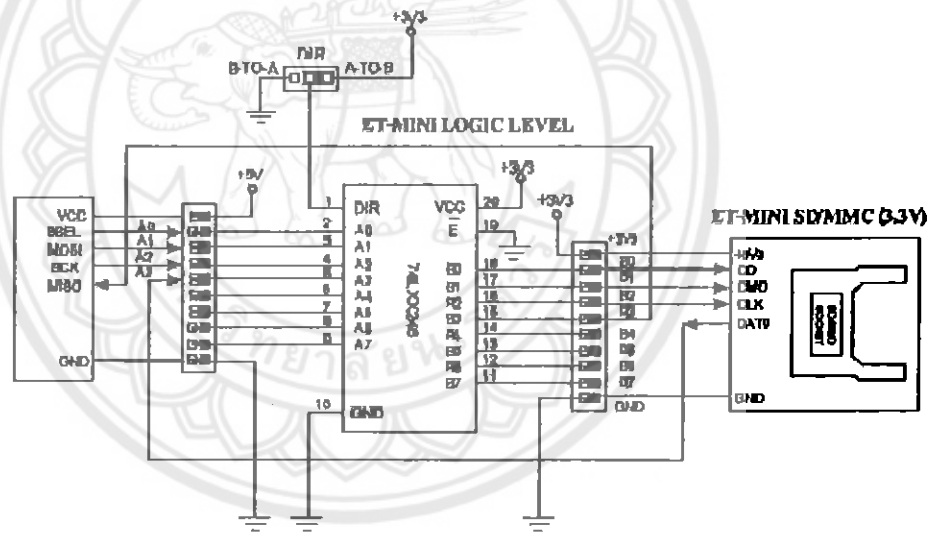 +3V3
DIR
B-TO-A
A-TO-B
ET-MINI LOGIC LEVEL
+5V
+3V3
+3V3
ET-MINI SD/MMC (3.3V)
VCC
MOSI
SCK
MISO
GND
A0
A1
A2
A3
1
2
3
4
5
6
7
8
9
10
DIR
A0
A1
A2
A3
A4
A5
A6
A7
GND
VCC
E
B0
B1
B2
B3
B4
B5
B6
B7
20
19
18
17
16
15
14
13
12
11
+3V3
B0
B1
B2
B3
B4
B5
B6
B7
GND
CD
CMD
CLK
DAT0
GND
SOCKET